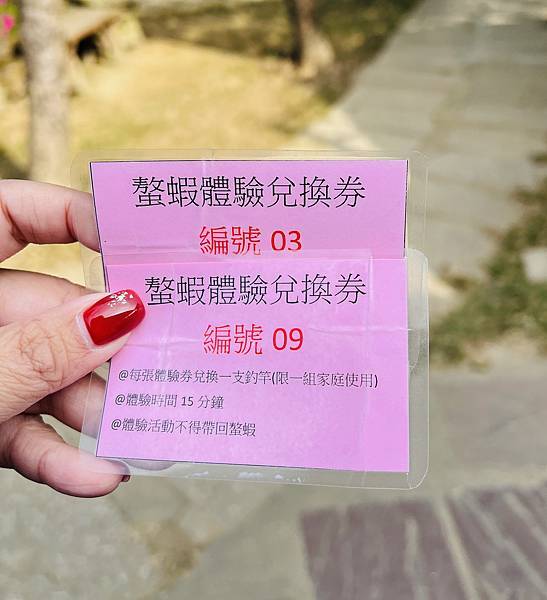 螯蝦體驗兌換券
編號 03
螯蝦體驗兌換券
編號 09
@每張體驗券兌換一支釣竿(限一組家庭使用)
@體驗時間 15 分鐘
@體驗活動不得帶回螯蝦